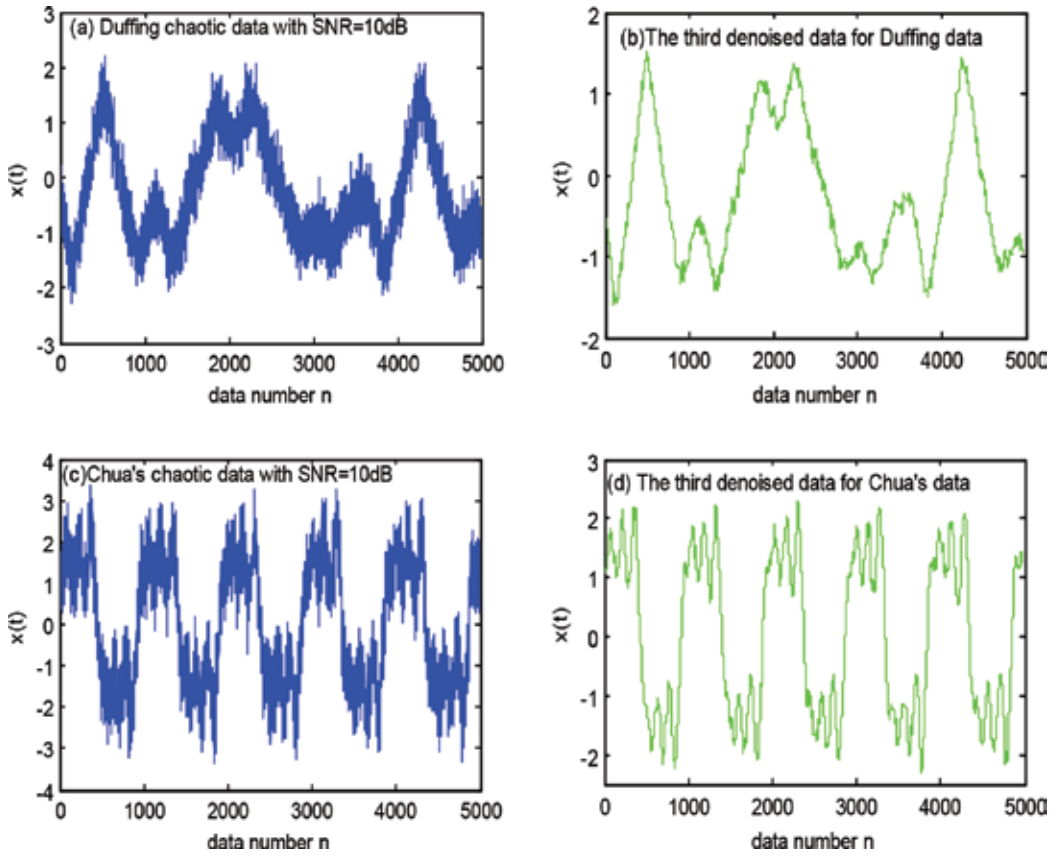 (a) Duffing chaotic data with SNR=10dB
3
2
1
0
-1
-2
-3
x(t)
0 1000 2000 3000 4000 5000
data number n
(b)The third denoised data for Duffing data
2
1
0
-1
-2
x(t)
0 1000 2000 3000 4000 5000
data number n
(c)Chua's chaotic data with SNR=10dB
4
3
2
1
0
-1
-2
-3
-4
x(t)
0 1000 2000 3000 4000 5000
data number n
(d) The third denoised data for Chua's data
3
2
1
0
-1
-2
x(t)
0 1000 2000 3000 4000 5000
data number n